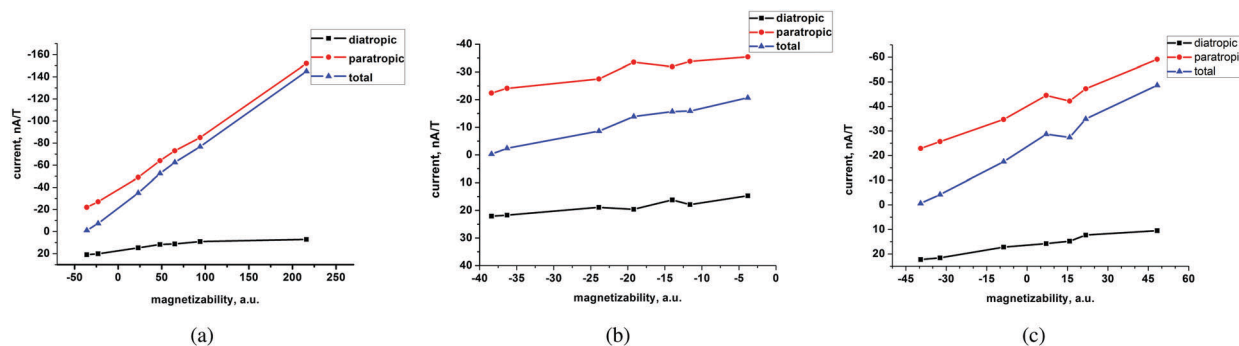 diatropic
paratropic
total
-160
-140
-120
-100
-80
-60
-40
-20
0
20
current, nA/T
-50
0
50
100
150
200
250
magnetizability, a.u.
(a)
diatropic
paratropic
total
-40
-30
-20
-10
0
10
20
30
40
current, nA/T
-40
-35
-30
-25
-20
-15
-10
-5
0
magnetizability, a.u.
(b)
diatropic
paratropic
total
-60
-50
-40
-30
-20
-10
0
10
20
current, nA/T
-45
-30
-15
0
15
30
45
60
magnetizability, a.u.
(c)